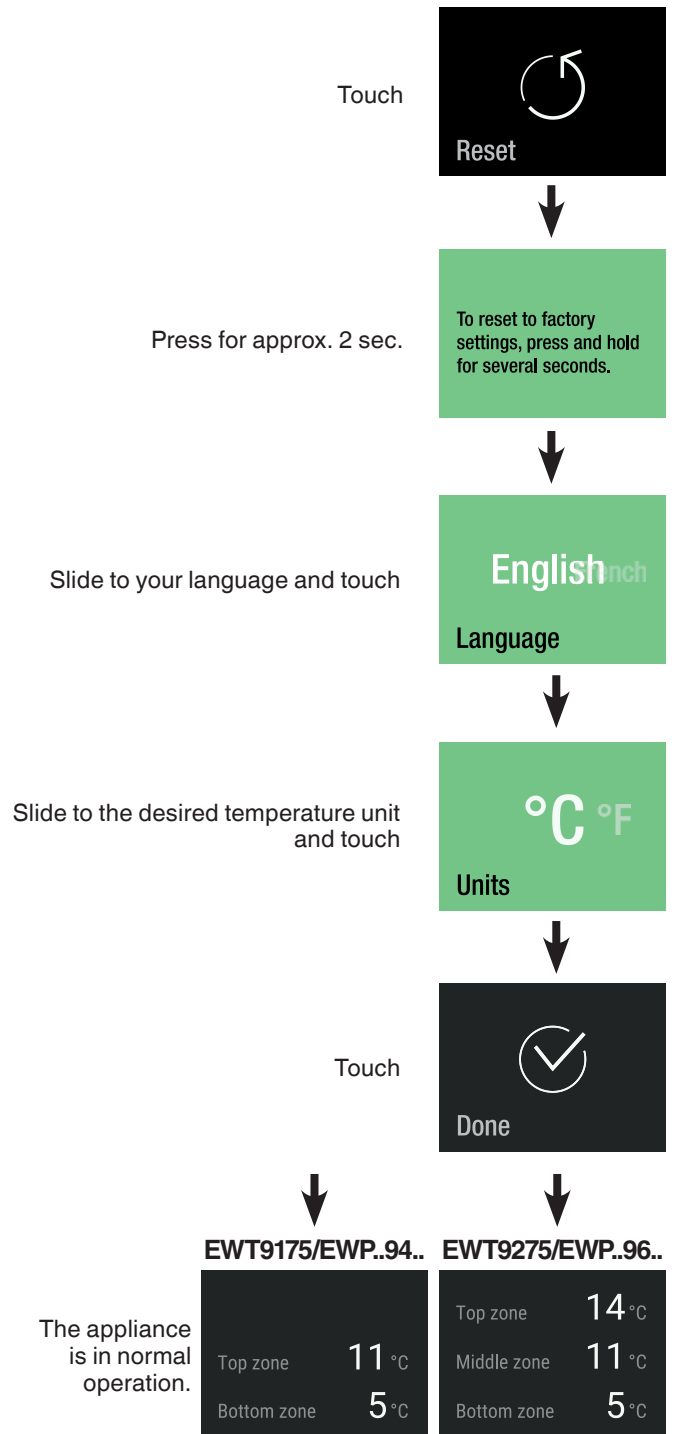 Touch
Reset
Press for approx. 2 sec.
To reset to factory
settings, press and hold
for several seconds.
Slide to your language and touch
English French
Language
Slide to the desired temperature unit
and touch
°C °F
Units
Touch
Done
EWT9175/EWP..94.. EWT9275/EWP..96..
The appliance
is in normal
operation.
Top zone 11 °C
Bottom zone 5 °C
Top zone 14 °C
Middle zone 11 °C
Bottom zone 5 °C